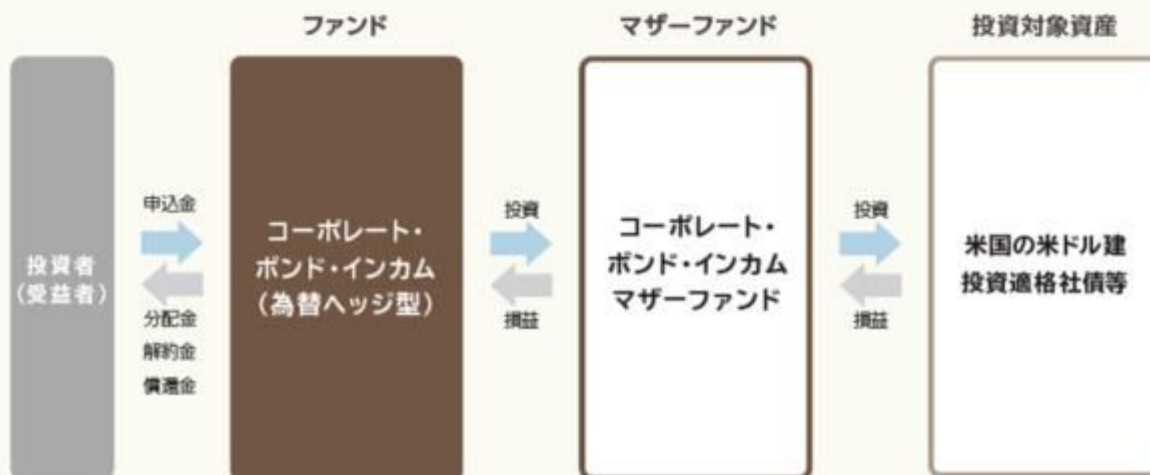 ファンド
マザーファンド
投資対象資産
投資者
(受益者)
申込金
分配金
解約金
償還金
コーポレート・
ボンド・インカム
(為替ヘッジ型)
投資
損益
コーポレート・
ボンド・インカム
マザーファンド
投資
損益
米国の米ドル建
投資適格社債等